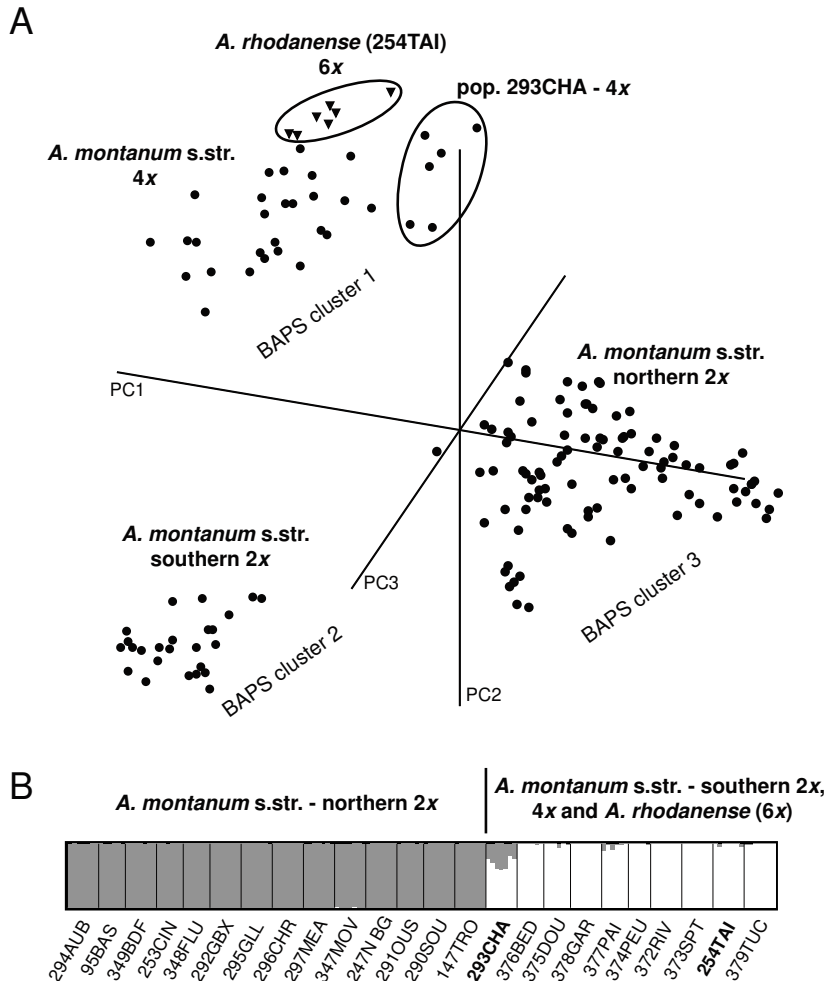 A
A. rhodanense (254TAI)
6x
pop. 293CHA - 4x
A. montanum s.str.
4x
BAPS cluster 1
A. montanum s.str.
northern 2x
PC1
A. montanum s.str.
southern 2x
PC3
BAPS cluster 3
BAPS cluster 2
PC2
B
A. montanum s.str. - northern 2x
A. montanum s.str. - southern 2x,
4x and A. rhodanense (6x)
294AUB
95BAS
349BDF
253CIN
348FLU
292GBX
295GLL
296CHR
297MEA
347MOV
247N BG
291OUS
290SOU
147TRO
293CHA
376BED
375DOU
378GAR
377PAI
374PEU
372RIV
373SPT
254TAI
379TUC